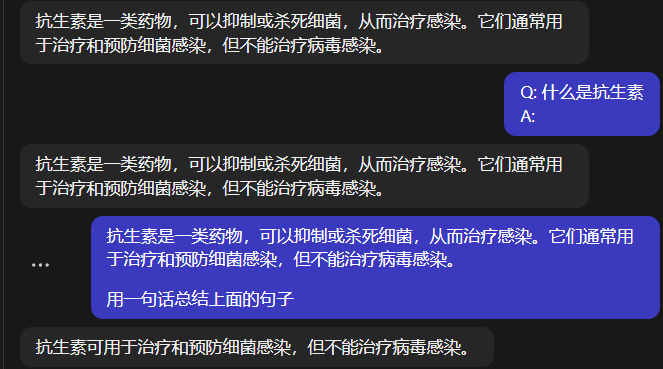 抗生素是一类药物，可以抑制或杀死细菌，从而治疗感染。它们通常用
于治疗和预防细菌感染，但不能治疗病毒感染。
Q: 什么是抗生素
A:
抗生素是一类药物，可以抑制或杀死细菌，从而治疗感染。它们通常用
于治疗和预防细菌感染，但不能治疗病毒感染。
抗生素是一类药物，可以抑制或杀死细菌，从而治疗感染。它们通常用
于治疗和预防细菌感染，但不能治疗病毒感染。
用一句话总结上面的句子
抗生素可用于治疗和预防细菌感染，但不能治疗病毒感染。